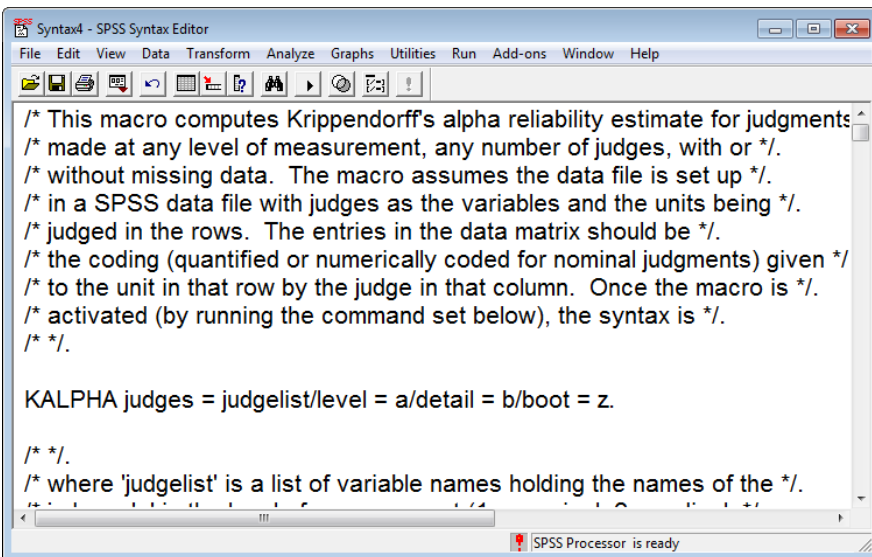 Syntax4 - SPSS Syntax Editor
File Edit View Data Transform Analyze Graphs Utilities Run Add-ons Window Help
/* This macro computes Krippendorff's alpha reliability estimate for judgments
/* made at any level of measurement, any number of judges, with or */.
/* without missing data.  The macro assumes the data file is set up */.
/* in a SPSS data file with judges as the variables and the units being */.
/* judged in the rows.  The entries in the data matrix should be */.
/* the coding (quantified or numerically coded for nominal judgments) given */
/* to the unit in that row by the judge in that column.  Once the macro is */.
/* activated (by running the command set below), the syntax is */.
/* */.
KALPHA judges = judgelist/level = a/detail = b/boot = z.
/* */.
/* where 'judgelist' is a list of variable names holding the names of the */.
SPSS Processor is ready